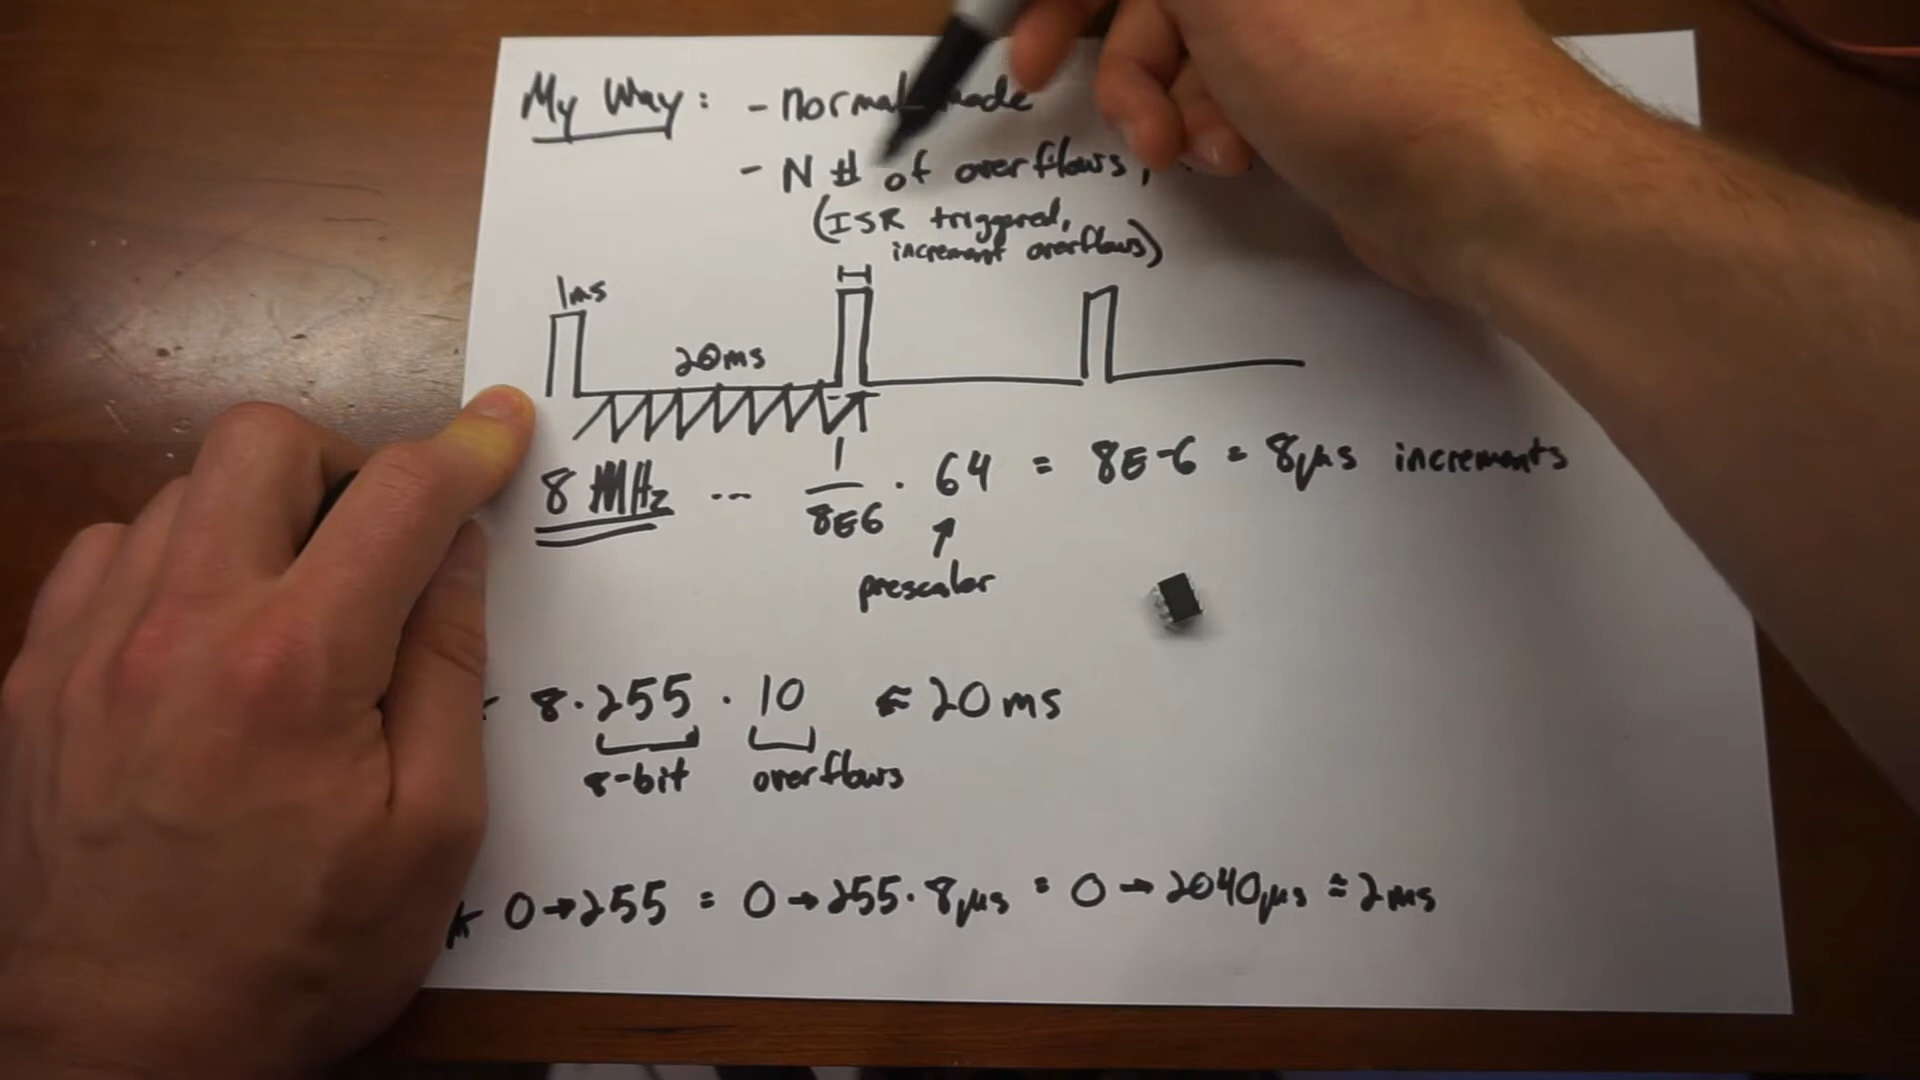 My Way: - Normal mode
- N # of overflows,
(ISR triggered,
increment overflows)
1ms
20ms
8 MHz ... 1/8E6 · 64 = 8E-6 = 8μs increments
prescalar
8·255 · 10 ≈ 20ms
8-bit overflows
* 0→255 = 0→255·8μs = 0→2040μs ≈ 2ms